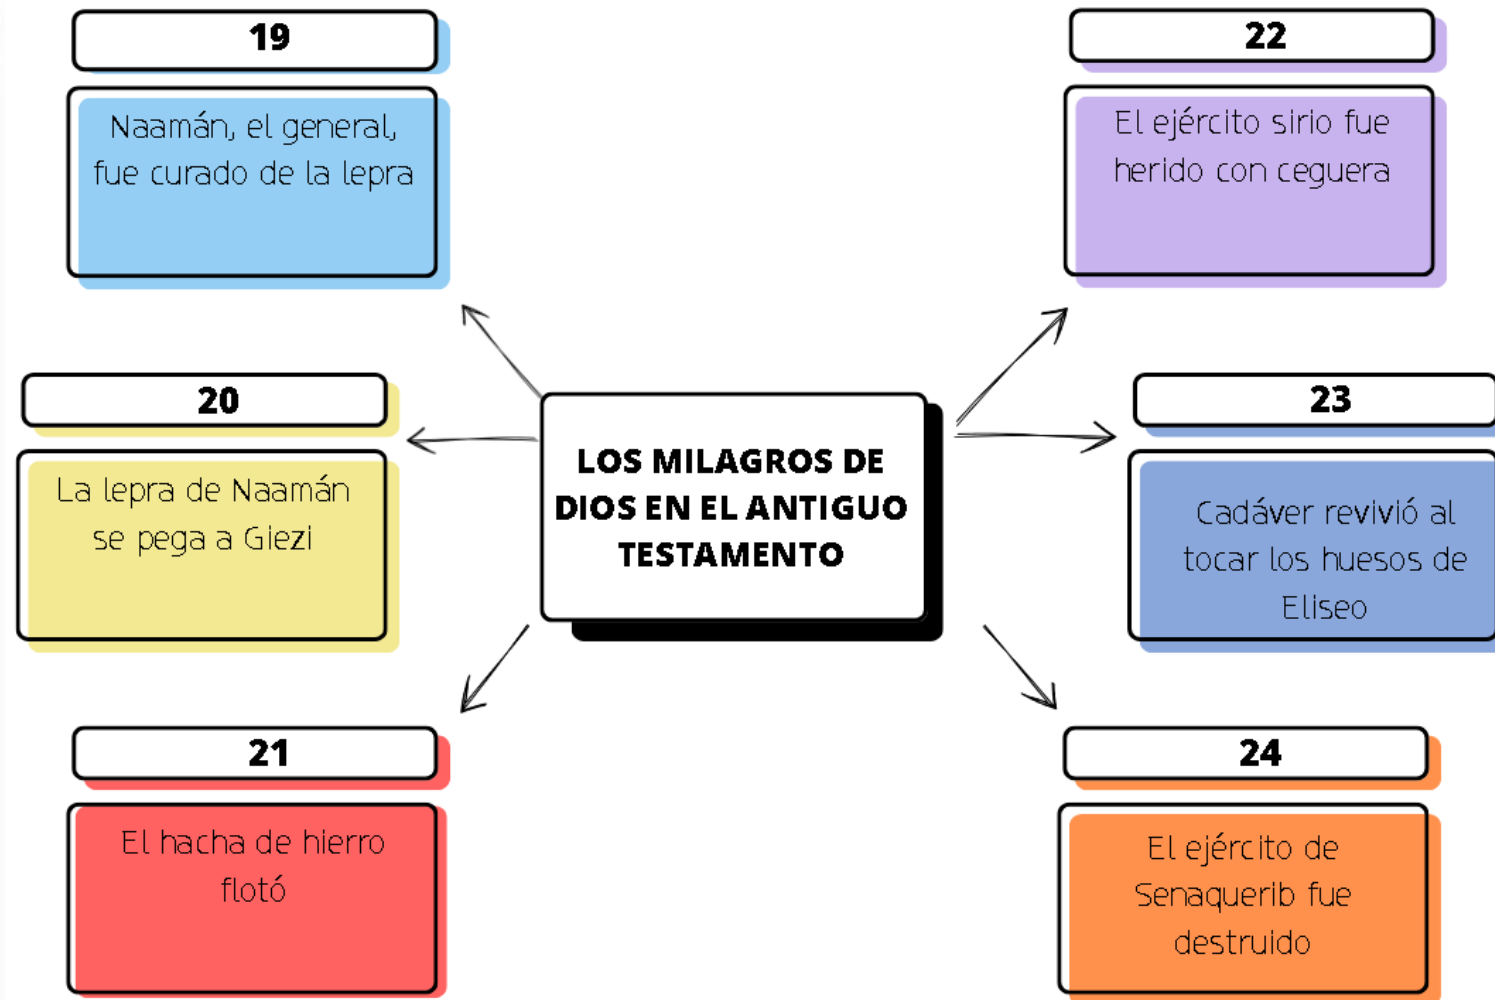 19
Naamán, el general,
fue curado de la lepra
20
La lepra de Naamán
se pega a Giezi
21
El hacha de hierro
flotó
LOS MILAGROS DE
DIOS EN EL ANTIGUO
TESTAMENTO
22
El ejército sirio fue
herido con ceguera
23
Cadáver revivió al
tocar los huesos de
Eliseo
24
El ejército de
Senaquerib fue
destruido